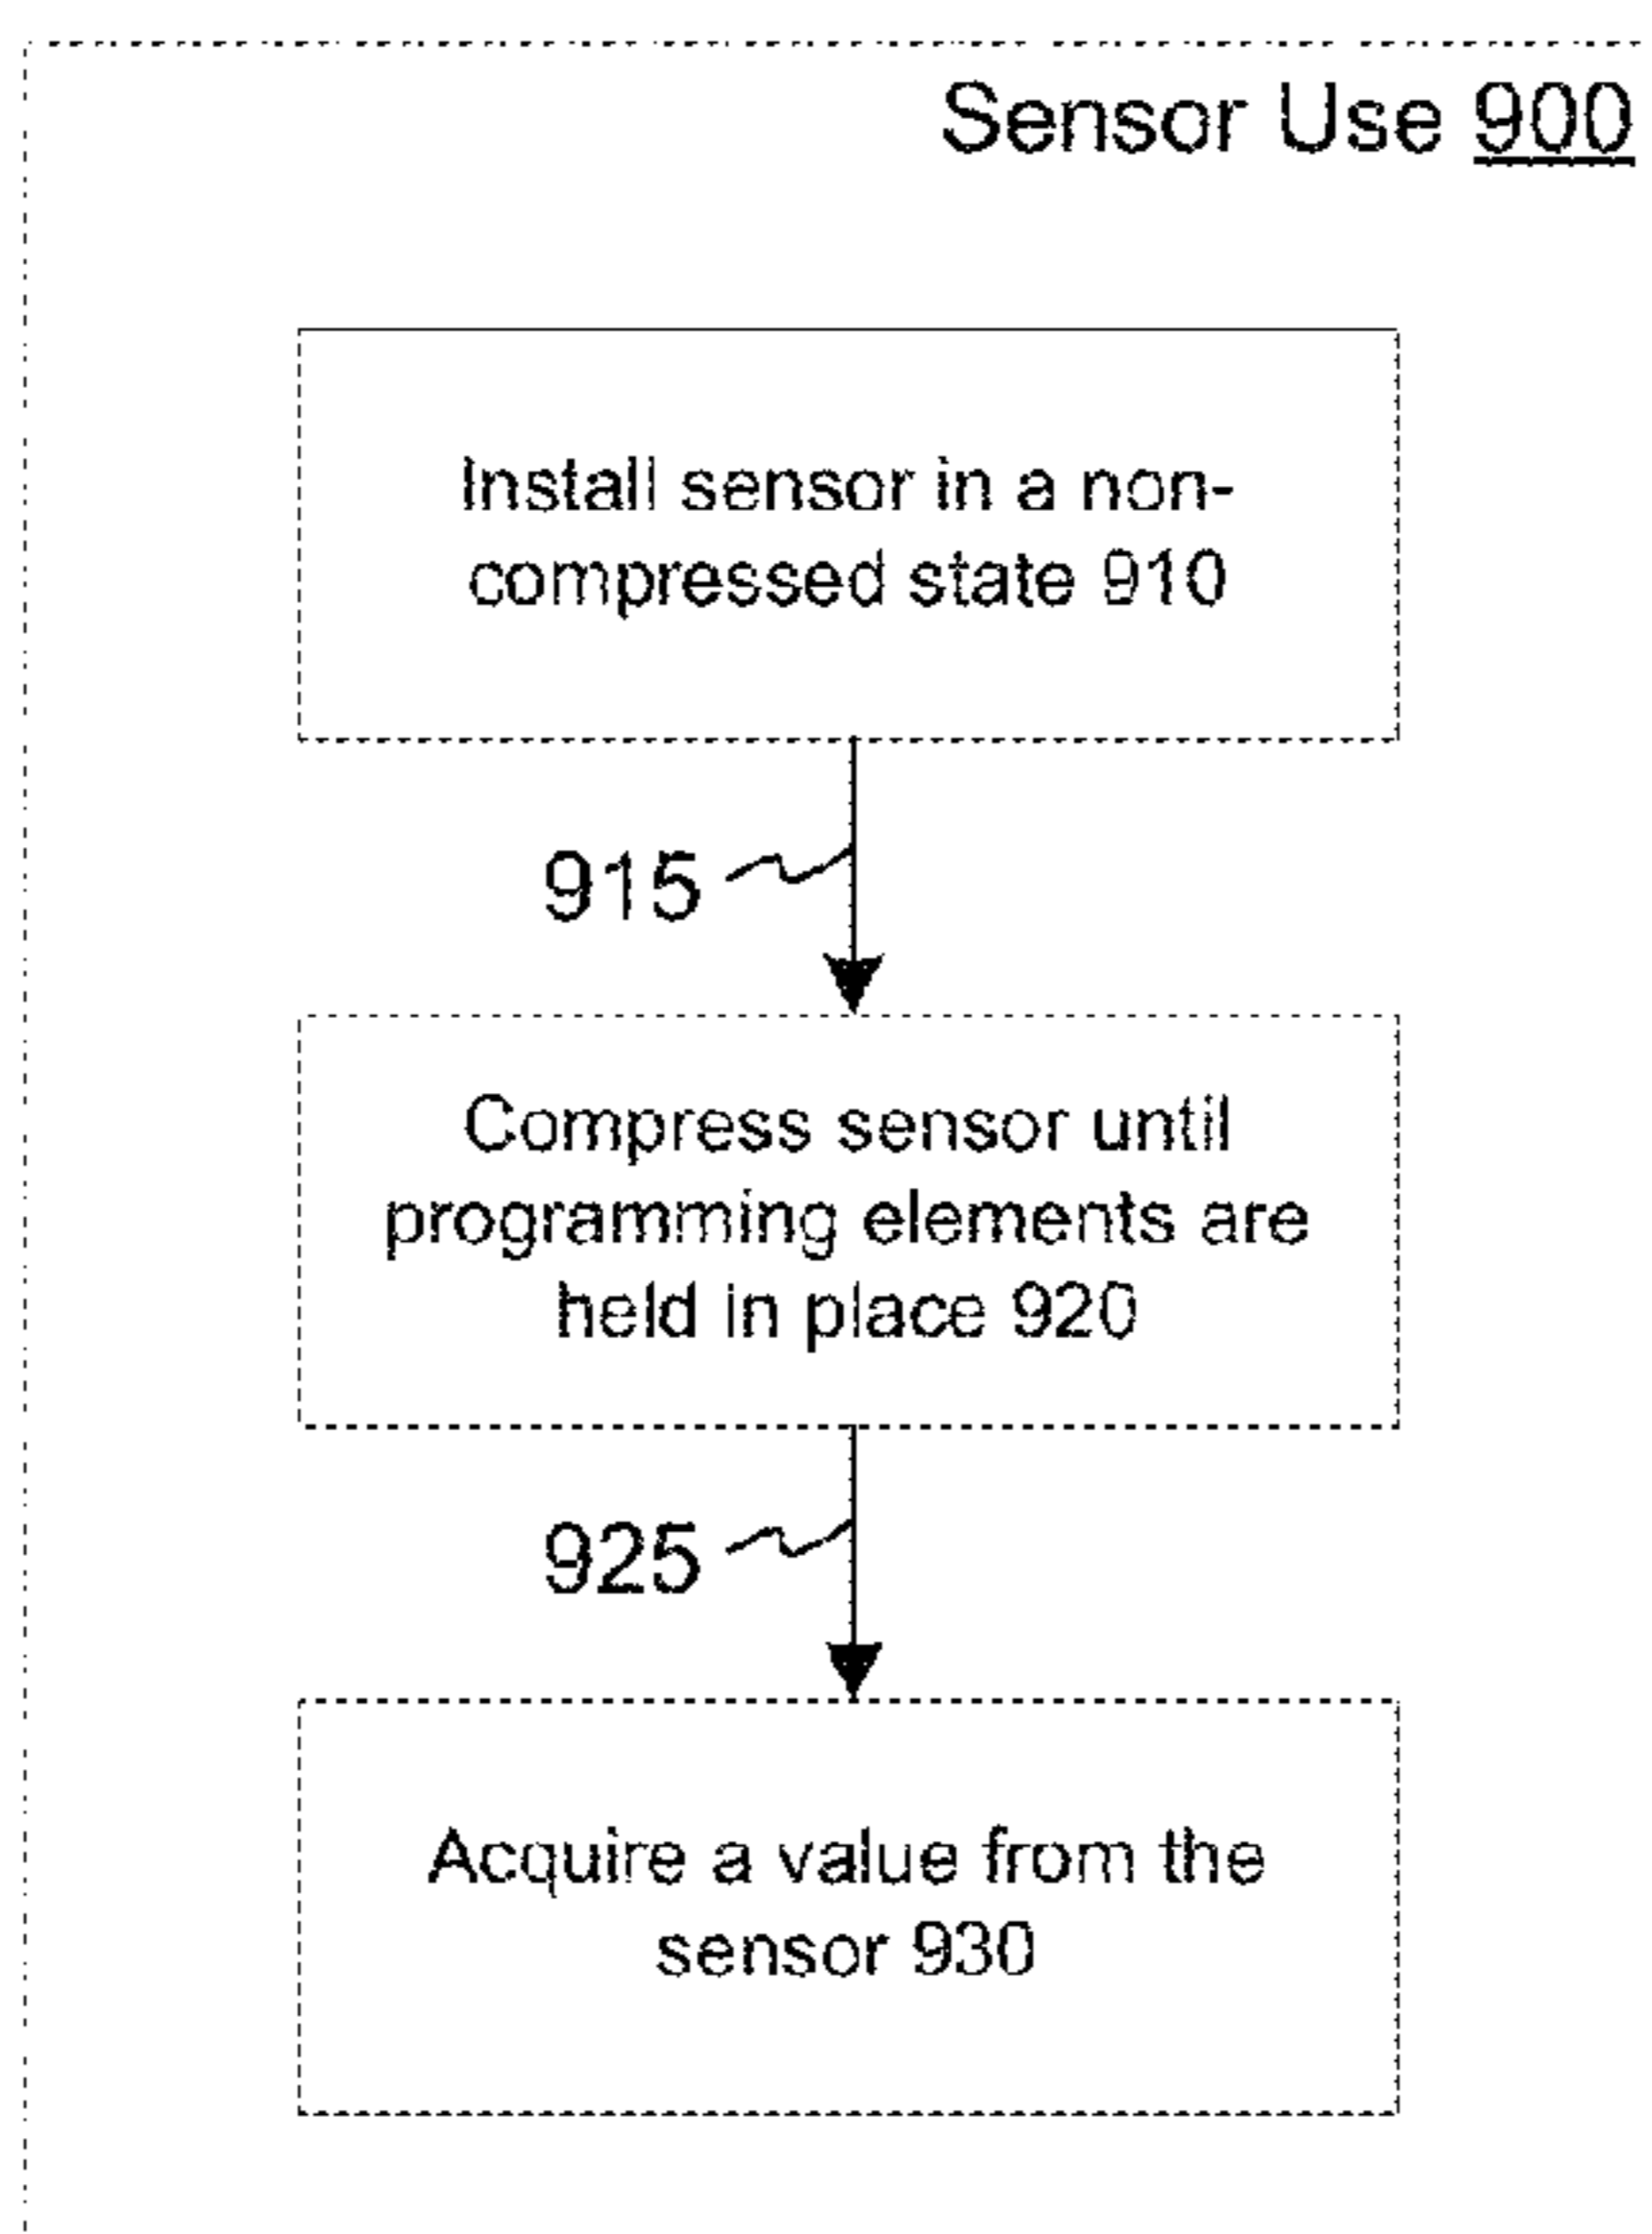 Sensor Use 900
Install sensor in a non-
compressed state 910
915
Compress sensor until
programming elements are
held in place 920
925
Acquire a value from the
sensor 930